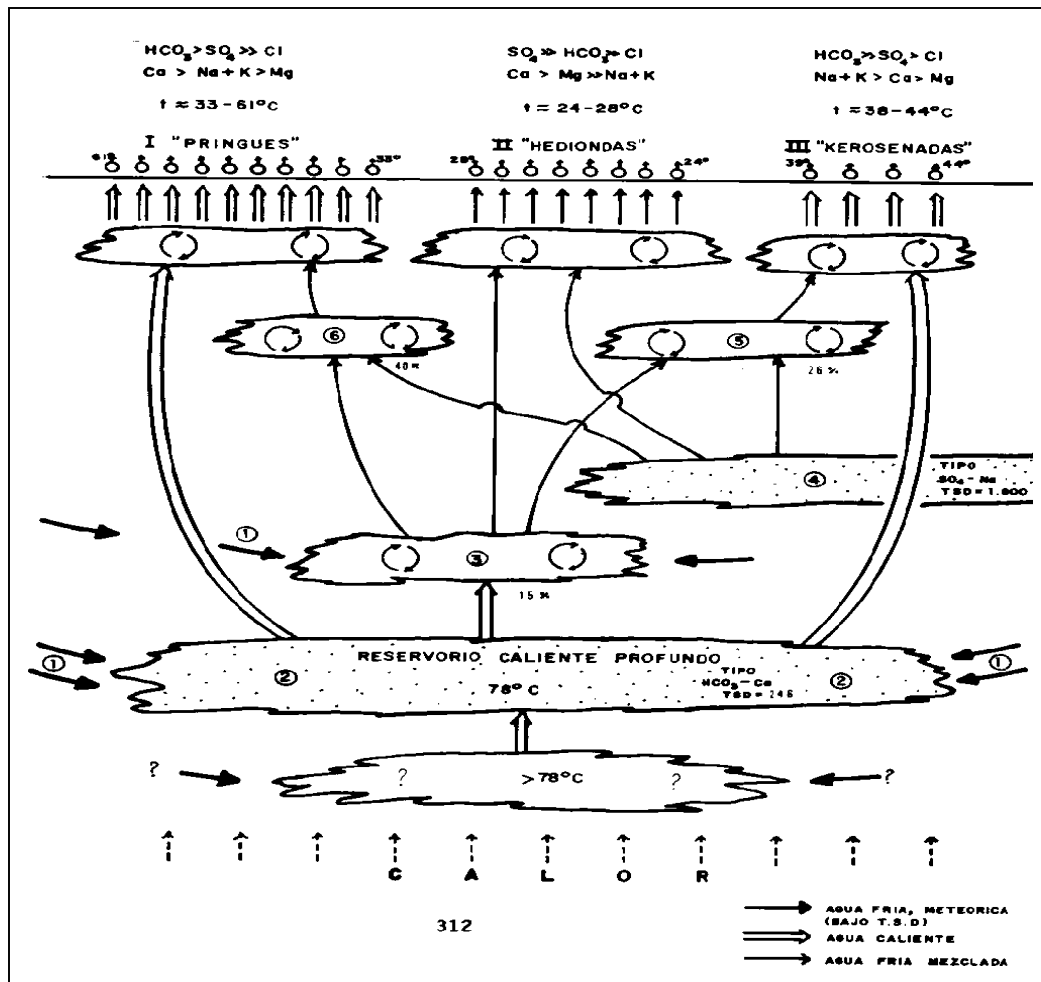 HCO₃>SO₄≫Cl
Ca > Na+K>Mg
t ≈ 33-61°C
I "PRINGUES"
SO₄≫HCO₃>Cl
Ca > Mg≫Na+K
t≈ 24-28°C
II "HEDIONDAS"
HCO₃≫SO₄>Cl
Na+K > Ca> Mg
t ≈38-44°C
III "KEROSENADAS"
61° 33° 28° 24° 39° 44°
6
5
26 %
4
TIPO
SO₄-Na
TSD=1.800
1
3
15 %
RESERVORIO CALIENTE PROFUNDO
1
2
78°C
TIPO
HCO₃-Ca
TSD=246
2
1
? ? >78°C ? ?
C A L O R
312
AGUA FRIA, METEORICA
(BAJO T.S.D)
AGUA CALIENTE
AGUA FRIA MEZCLADA